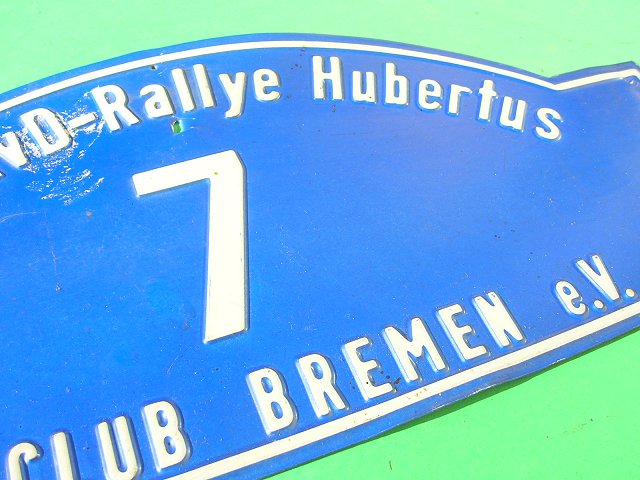 vD-Rallye Hubertus
7
CLUB BREMEN e.V.